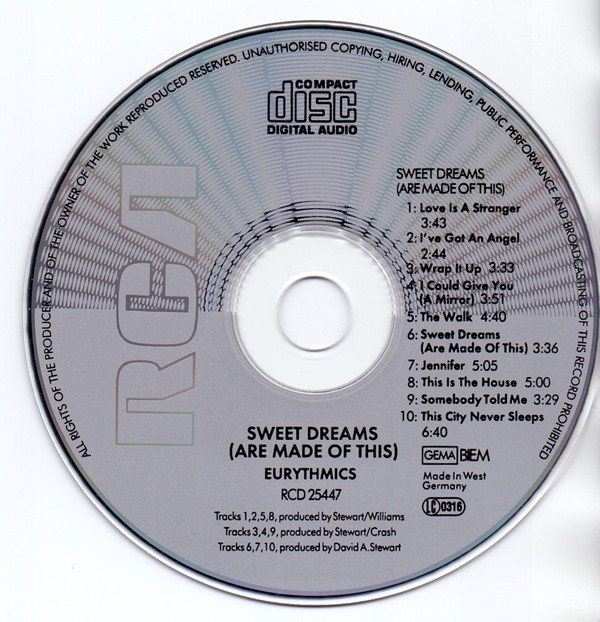 ALL RIGHTS OF THE PRODUCER AND OF THE OWNER OF THE WORK REPRODUCED RESERVED. UNAUTHORISED COPYING, HIRING, LENDING, PUBLIC PERFORMANCE AND BROADCASTING OF THIS RECORD PROHIBITED
COMPACT
disc
DIGITAL AUDIO
RCA
SWEET DREAMS
(ARE MADE OF THIS)
1: Love Is A Stranger
3:43
2: I've Got An Angel
2:44
3: Wrap It Up 3:33
4: I Could Give You
(A Mirror) 3:51
5: The Walk 4:40
6: Sweet Dreams
(Are Made Of This) 3:36
7: Jennifer 5:05
8: This Is The House 5:00
9: Somebody Told Me 3:29
10: This City Never Sleeps
6:40
GEMA BIEM
Made in West
Germany
LC 0316
SWEET DREAMS
(ARE MADE OF THIS)
EURYTHMICS
RCD 25447
Tracks 1,2,5,8, produced by Stewart/Williams
Tracks 3,4,9, produced by Stewart/Crash
Tracks 6,7,10, produced by David A. Stewart